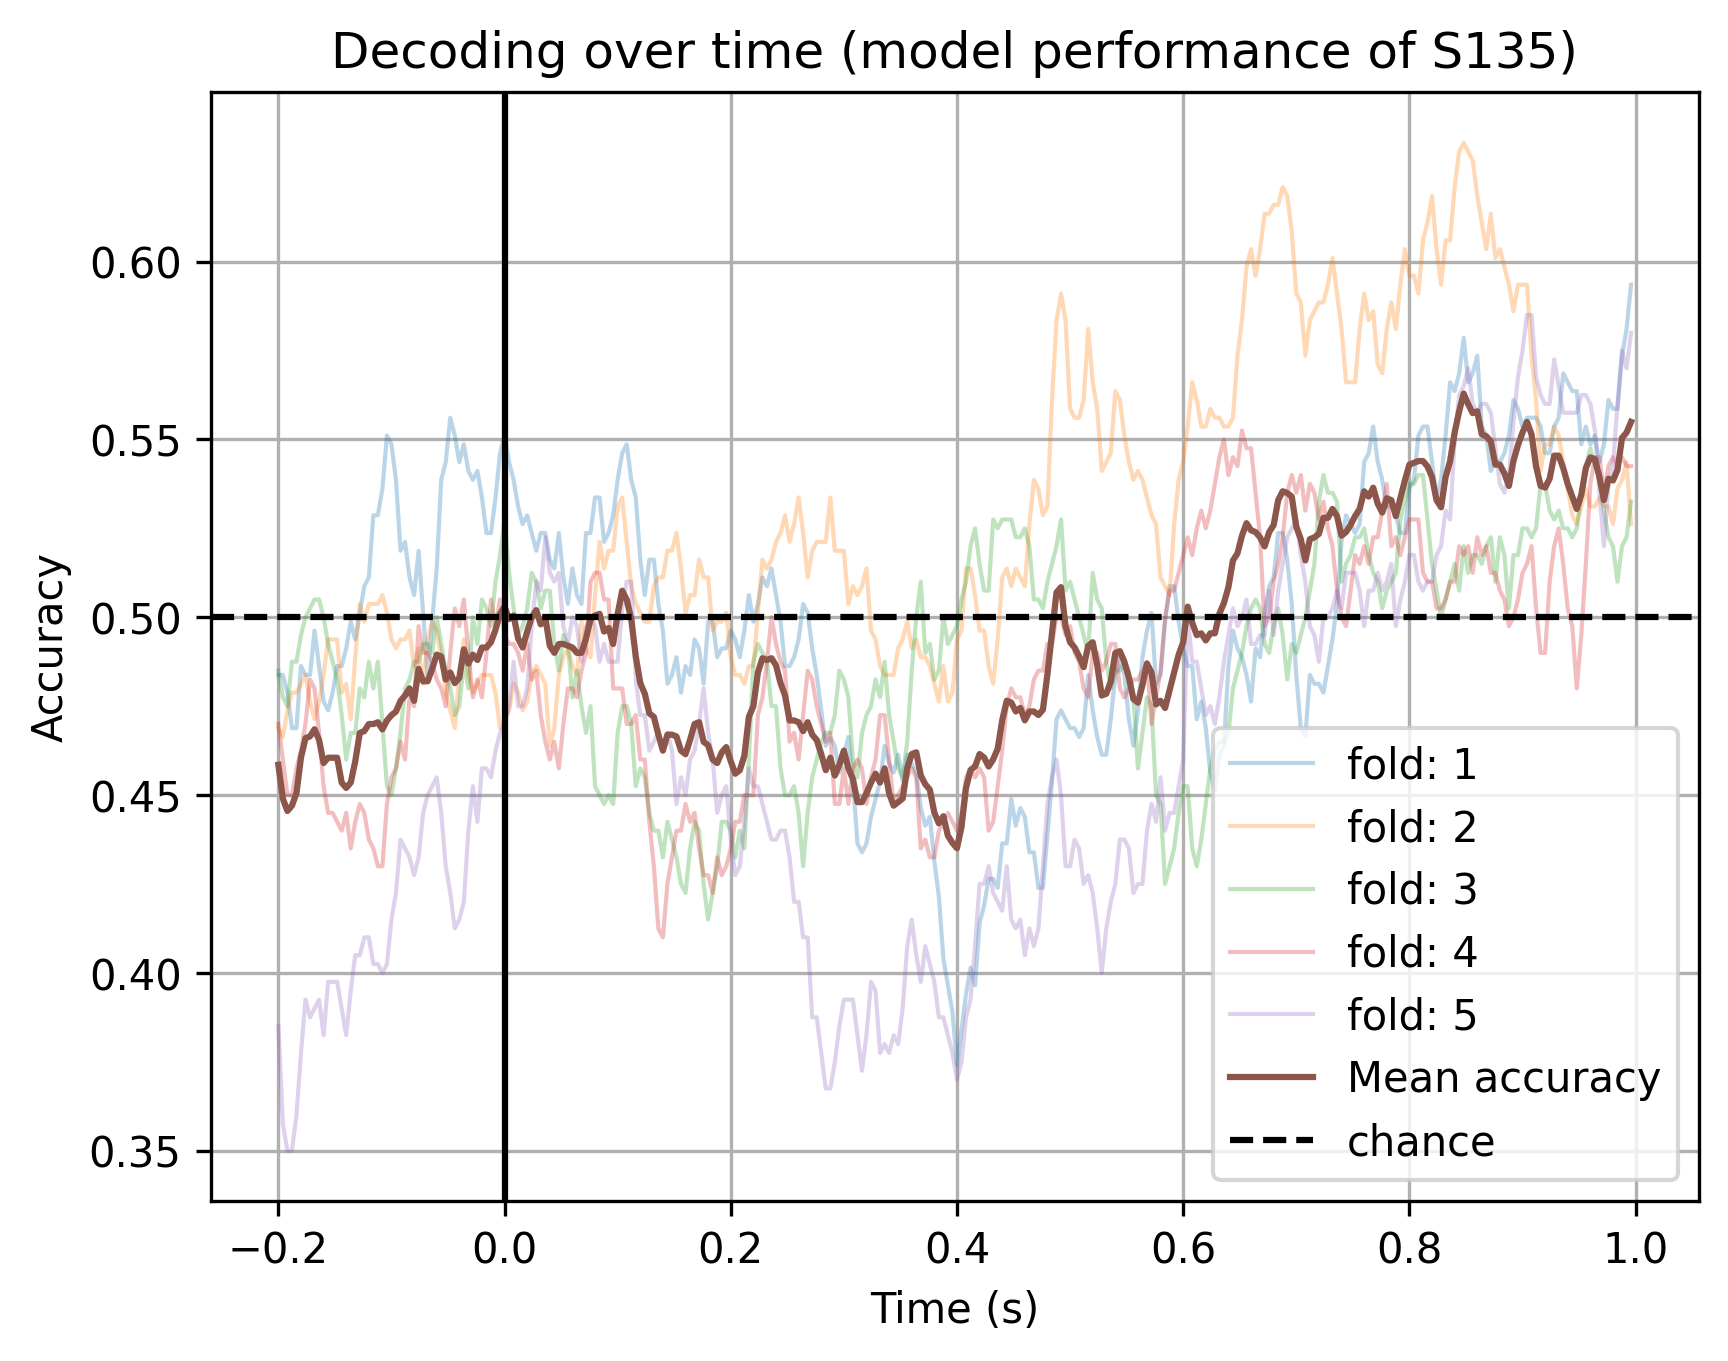 Decoding over time (model performance of S135)
Accuracy
0.60
0.55
0.50
0.45
0.40
0.35
−0.2 0.0 0.2 0.4 0.6 0.8 1.0
Time (s)
fold: 1
fold: 2
fold: 3
fold: 4
fold: 5
Mean accuracy
chance